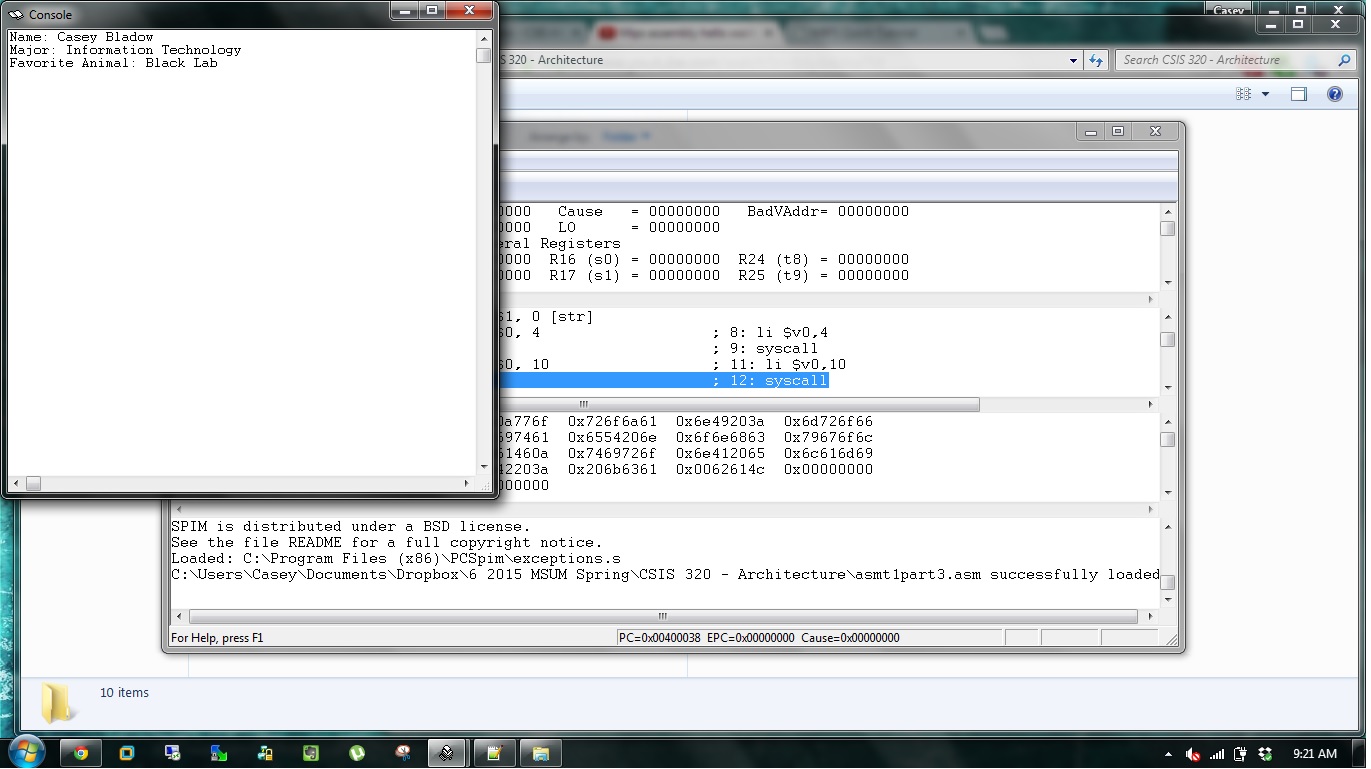 Console
Name: Casey Bladow
Major: Information Technology
Favorite Animal: Black Lab
Casey
SIS 320 - Architecture
Search CSIS 320 - Architecture
0000 Cause = 00000000 BadVAddr= 00000000
0000 LO = 00000000
eral Registers
0000 R16 (s0) = 00000000 R24 (t8) = 00000000
0000 R17 (s1) = 00000000 R25 (t9) = 00000000
$1, 0 [str]
$0, 4 ; 8: li $v0,4
; 9: syscall
$0, 10 ; 11: li $v0,10
; 12: syscall
0a776f 0x726f6a61 0x6e49203a 0x6d726f66
697461 0x6554206e 0x6f6e6863 0x79676f6c
61460a 0x7469726f 0x6e412065 0x6c616d69
42203a 0x206b6361 0x0062614c 0x00000000
000000
SPIM is distributed under a BSD license.
See the file README for a full copyright notice.
Loaded: C:\Program Files (x86)\PCSpim\exceptions.s
C:\Users\Casey\Documents\Dropbox\6 2015 MSUM Spring\CSIS 320 - Architecture\asmt1part3.asm successfully loaded
For Help, press F1
PC=0x00400038 EPC=0x00000000 Cause=0x00000000
10 items
9:21 AM